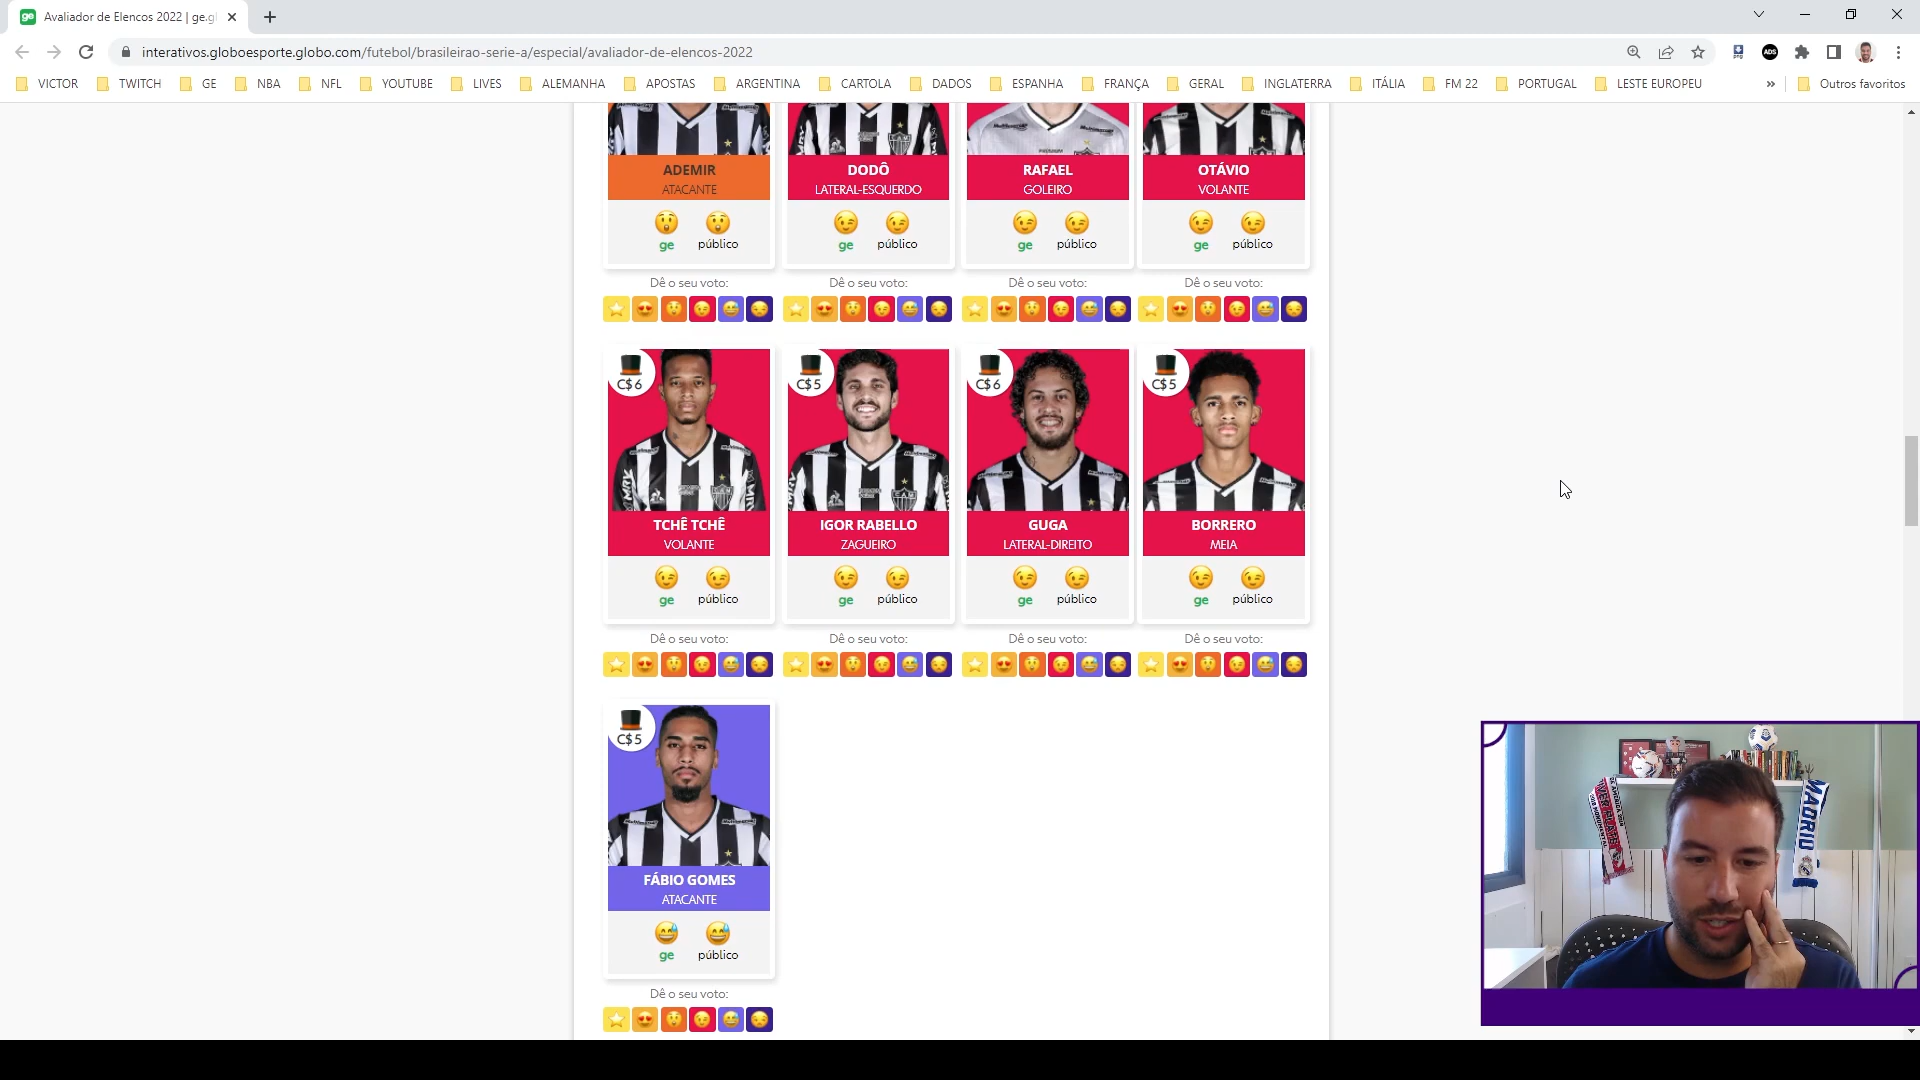 Avaliador de Elencos 2022 | ge.gl
interativos.globoesporte.globo.com/futebol/brasileirao-serie-a/especial/avaliador-de-elencos-2022
VICTOR TWITCH GE NBA NFL YOUTUBE LIVES ALEMANHA APOSTAS ARGENTINA CARTOLA DADOS ESPANHA FRANÇA GERAL INGLATERRA ITÁLIA FM 22 PORTUGAL LESTE EUROPEU » Outros favoritos
ADEMIR DODÔ RAFAEL OTÁVIO
ATACANTE LATERAL-ESQUERDO GOLEIRO VOLANTE
ge público ge público ge público ge público
Dê o seu voto: Dê o seu voto: Dê o seu voto: Dê o seu voto:
C$ 6 C$ 5 C$ 6 C$ 5
TCHÊ TCHÊ IGOR RABELLO GUGA BORRERO
VOLANTE ZAGUEIRO LATERAL-DIREITO MEIA
ge público ge público ge público ge público
Dê o seu voto: Dê o seu voto: Dê o seu voto: Dê o seu voto:
C$ 5
FÁBIO GOMES
ATACANTE
ge público
Dê o seu voto:
RIVER PLATE
MADRID